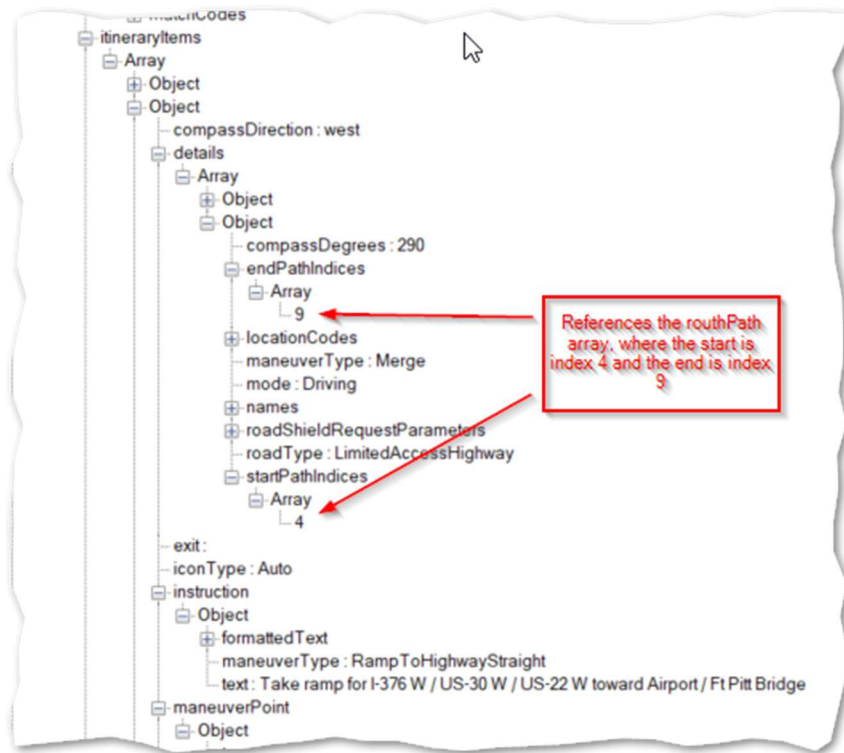 matchCodes
itineraryItems
Array
Object
Object
compassDirection : west
details
Array
Object
Object
compassDegrees : 290
endPathIndices
Array
9
locationCodes
maneuverType : Merge
mode : Driving
names
roadShieldRequestParameters
roadType : LimitedAccessHighway
startPathIndices
Array
4
exit :
iconType : Auto
instruction
Object
formattedText
maneuverType : RampToHighwayStraight
text : Take ramp for I-376 W / US-30 W / US-22 W toward Airport / Ft Pitt Bridge
maneuverPoint
Object
References the routhPath
array, where the start is
index 4 and the end is index
9